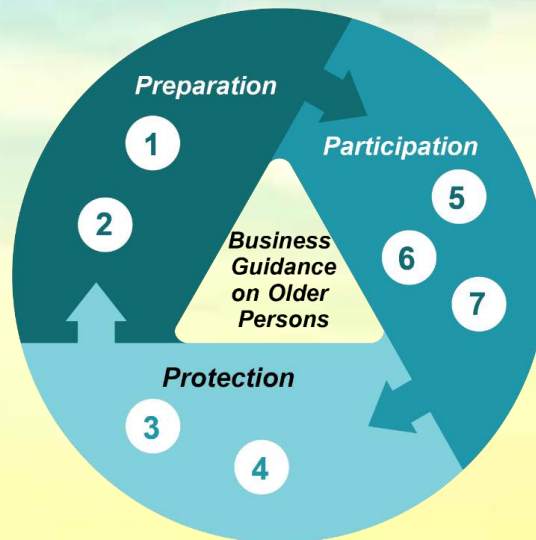 Preparation
1
2
Participation
5
6
7
Business
Guidance
on Older
Persons
Protection
3
4